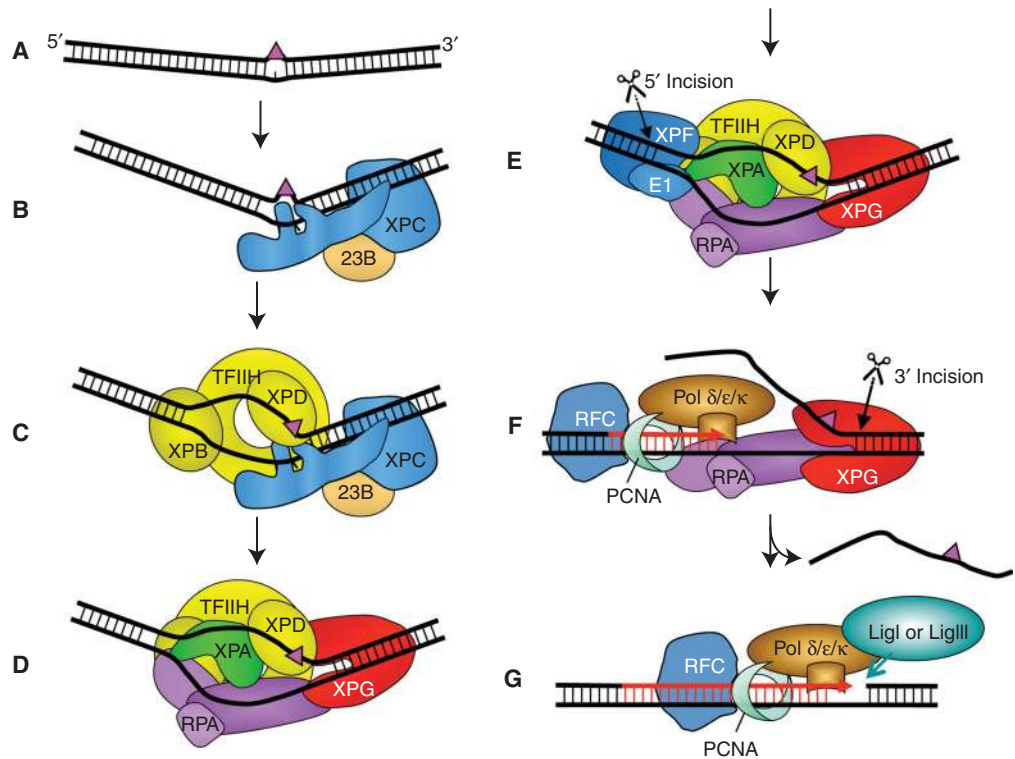 A
5′
3′
B
XPC
23B
C
TFIIH
XPD
XPB
XPC
23B
D
TFIIH
XPD
XPA
XPG
RPA
5′ Incision
E
XPF
TFIIH
XPD
XPA
E1
XPG
RPA
3′ Incision
F
RFC
Pol δ/ε/κ
RPA
XPG
PCNA
G
RFC
Pol δ/ε/κ
LigI or LigIII
PCNA